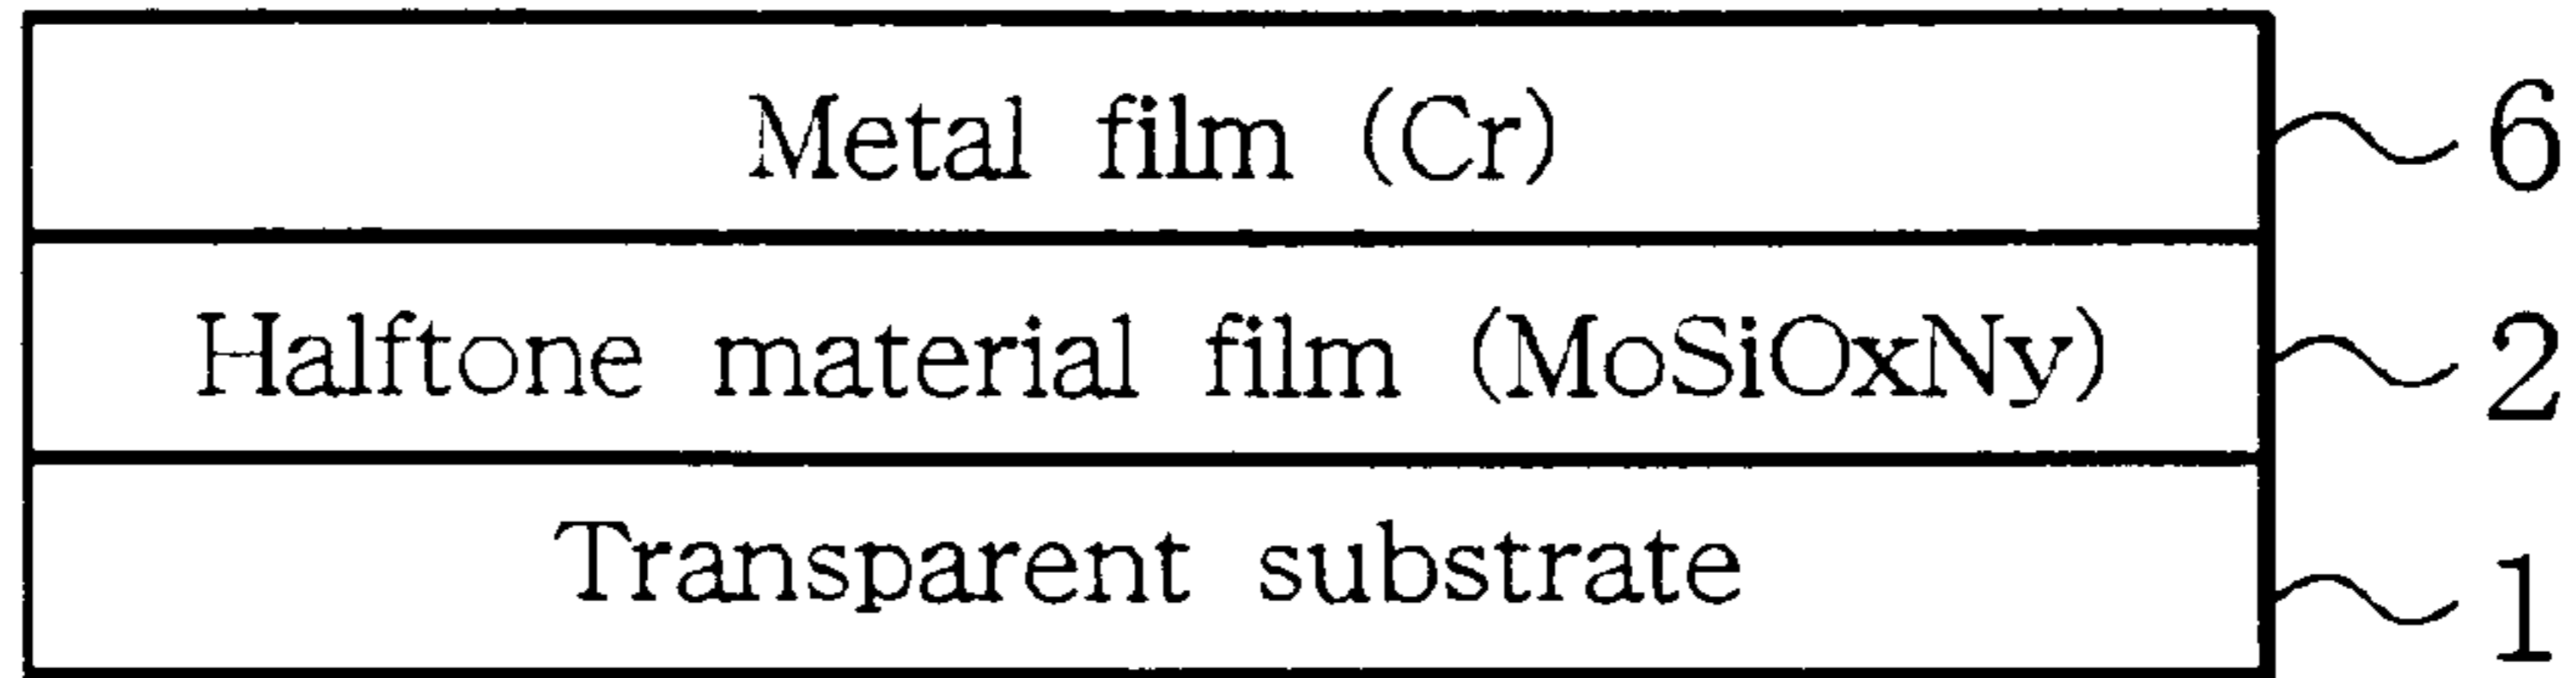 Metal film (Cr) 6
Halftone material film (MoSiOxNy) 2
Transparent substrate 1